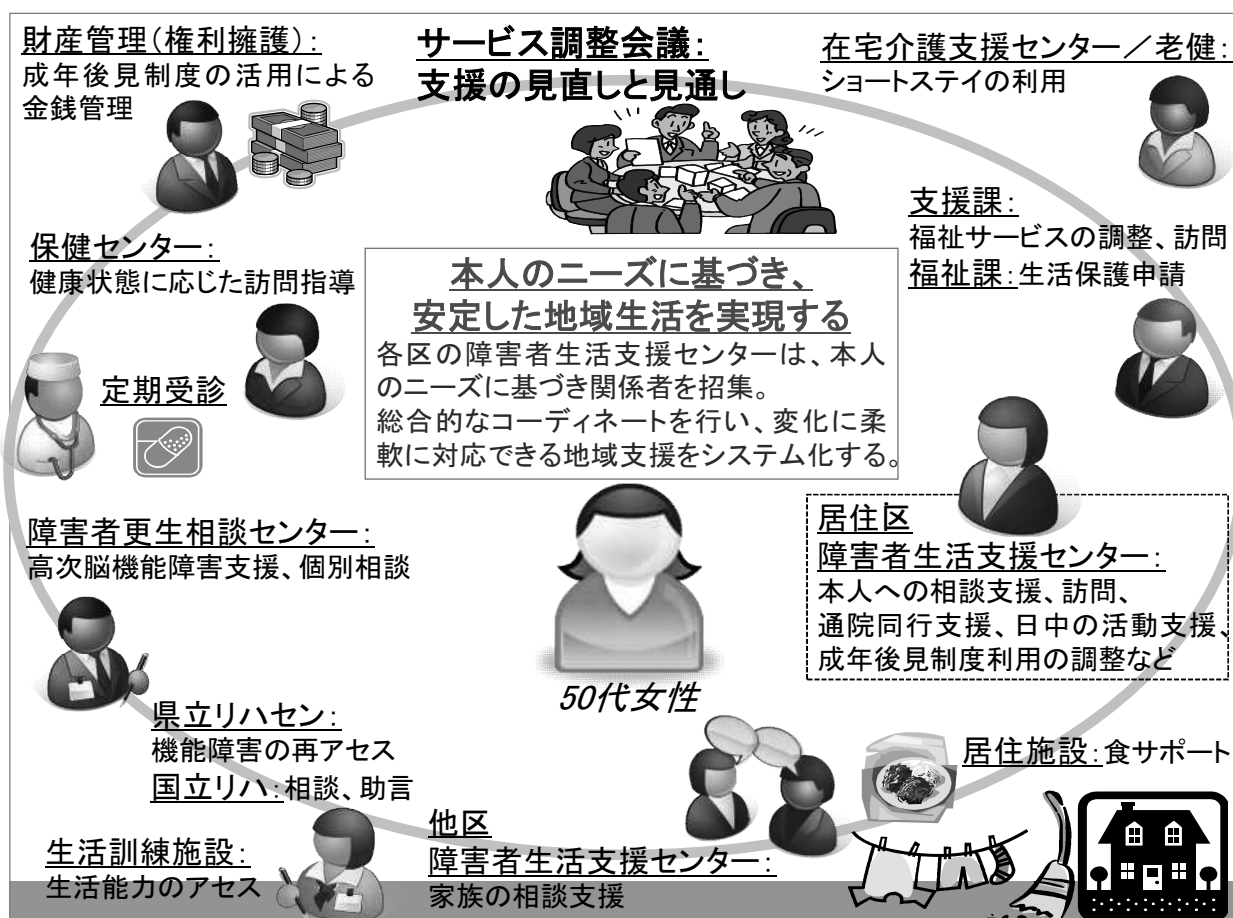 財産管理(権利擁護):
成年後見制度の活用による
金銭管理
サービス調整会議:
支援の見直しと見通し
在宅介護支援センター/老健:
ショートステイの利用
支援課:
福祉サービスの調整、訪問
福祉課:生活保護申請
保健センター:
健康状態に応じた訪問指導
定期受診
本人のニーズに基づき、
安定した地域生活を実現する
各区の障害者生活支援センターは、本人
のニーズに基づき関係者を招集。
総合的なコーディネートを行い、変化に柔
軟に対応できる地域支援をシステム化する。
障害者更生相談センター:
高次脳機能障害支援、個別相談
居住区
障害者生活支援センター:
本人への相談支援、訪問、
通院同行支援、日中の活動支援、
成年後見制度利用の調整など
50代女性
県立リハセン:
機能障害の再アセス
国立リハ:相談、助言
居住施設:食サポート
生活訓練施設:
生活能力のアセス
他区
障害者生活支援センター:
家族の相談支援